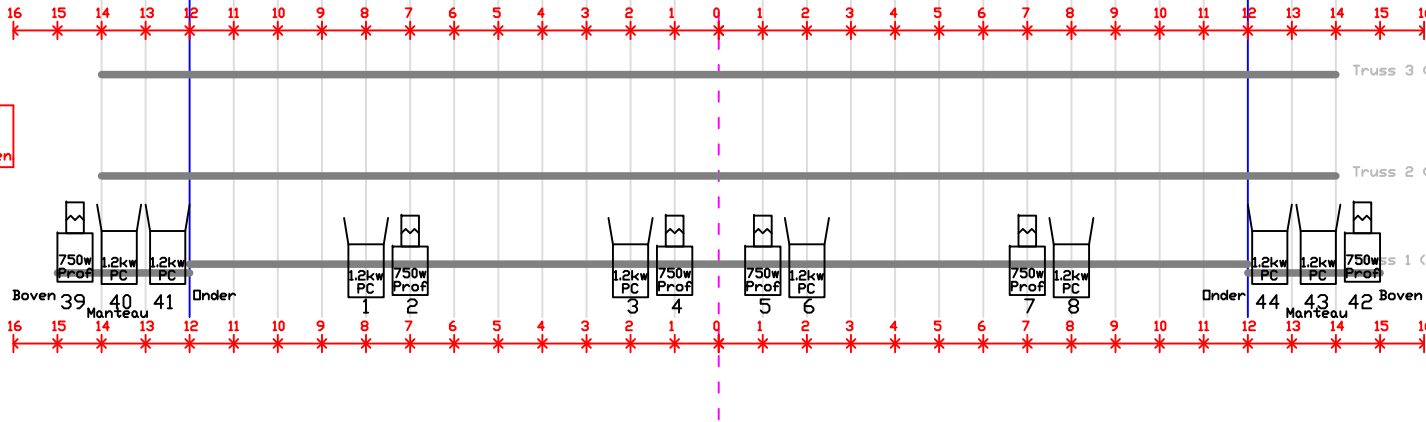 16 15 14 13 12 11 10 9 8 7 6 5 4 3 2 1 0 1 2 3 4 5 6 7 8 9 10 11 12 13 14 15
Truss 3
Truss 2
s 1
750w Prof
1.2kw PC
1.2kw PC
1.2kw PC
750w Prof
1.2kw PC
750w Prof
750w Prof
1.2kw PC
750w Prof
1.2kw PC
1.2kw PC
1.2kw PC
750w Prof
Boven 39 40 41 Onder 1 2 3 4 5 6 7 8 Onder 44 43 42 Boven
Manteau Manteau
16 15 14 13 12 11 10 9 8 7 6 5 4 3 2 1 0 1 2 3 4 5 6 7 8 9 10 11 12 13 14 15